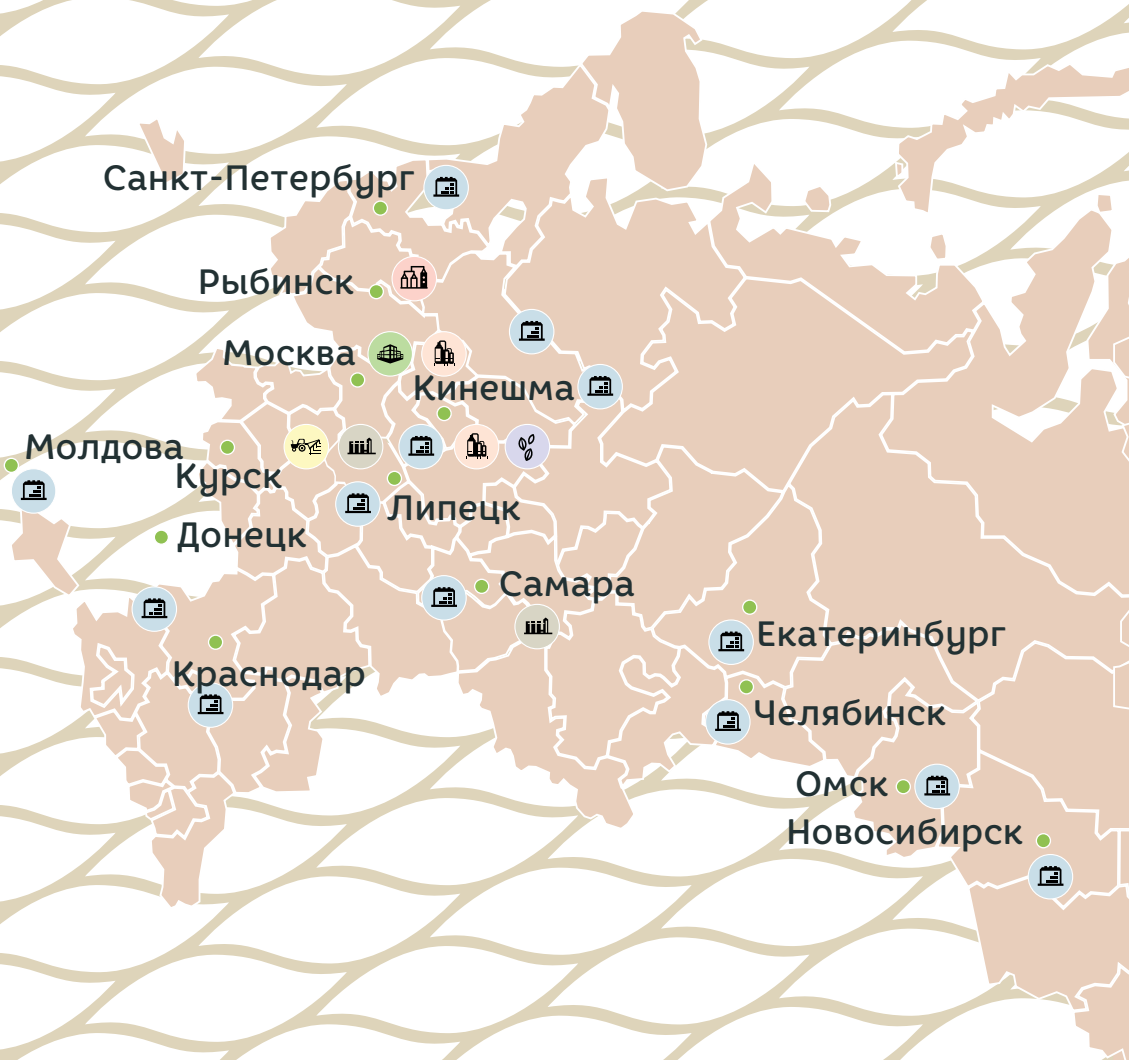 Санкт-Петербург
Рыбинск
Москва
Кинешма
Молдова
Курск
Липецк
Донецк
Самара
Екатеринбург
Краснодар
Челябинск
Омск
Новосибирск